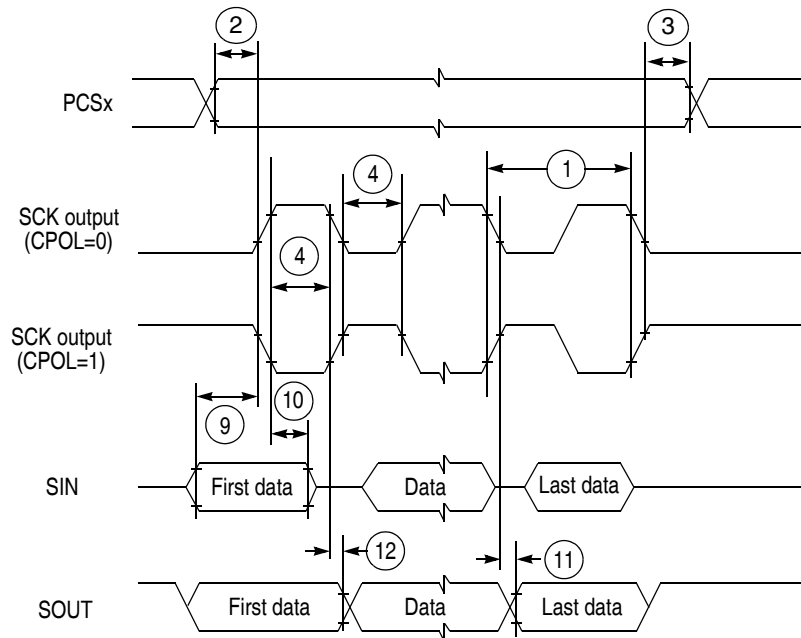 2
3
PCSx
1
4
SCK output
(CPOL=0)
4
SCK output
(CPOL=1)
9
10
SIN
First data
Data
Last data
12
11
SOUT
First data
Data
Last data